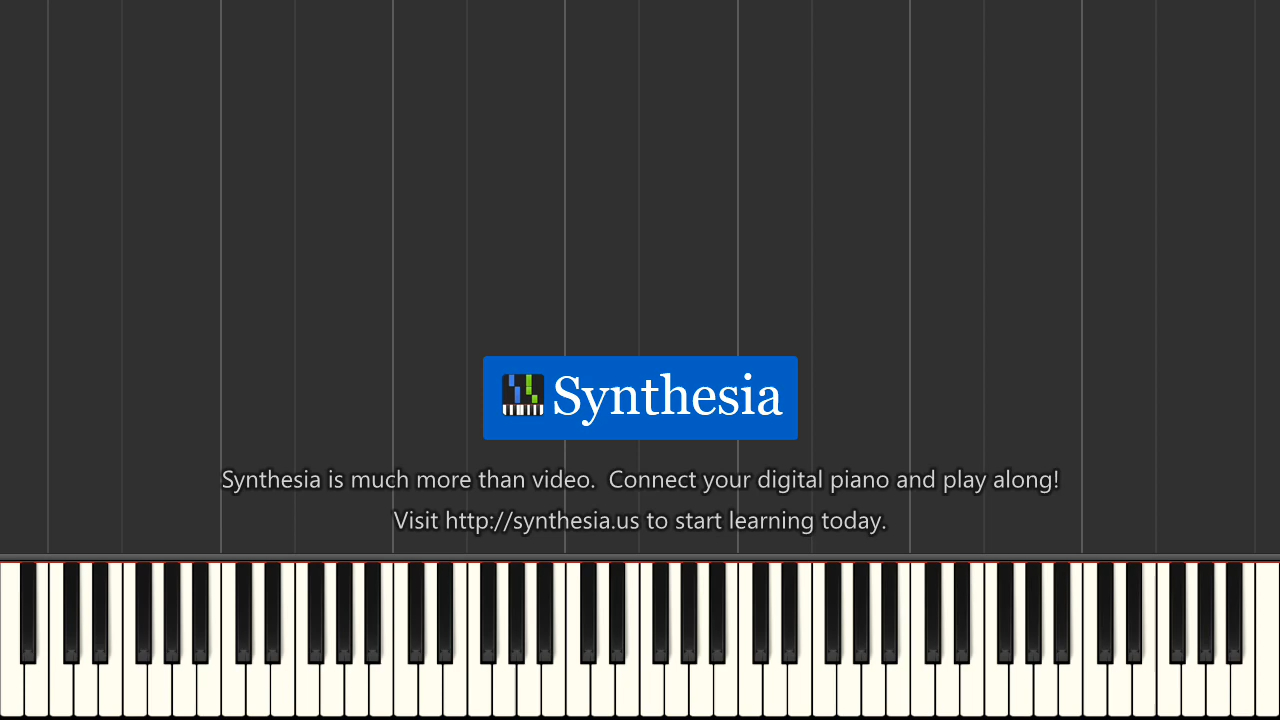 Synthesia
Synthesia is much more than video.  Connect your digital piano and play along!
Visit http://synthesia.us to start learning today.